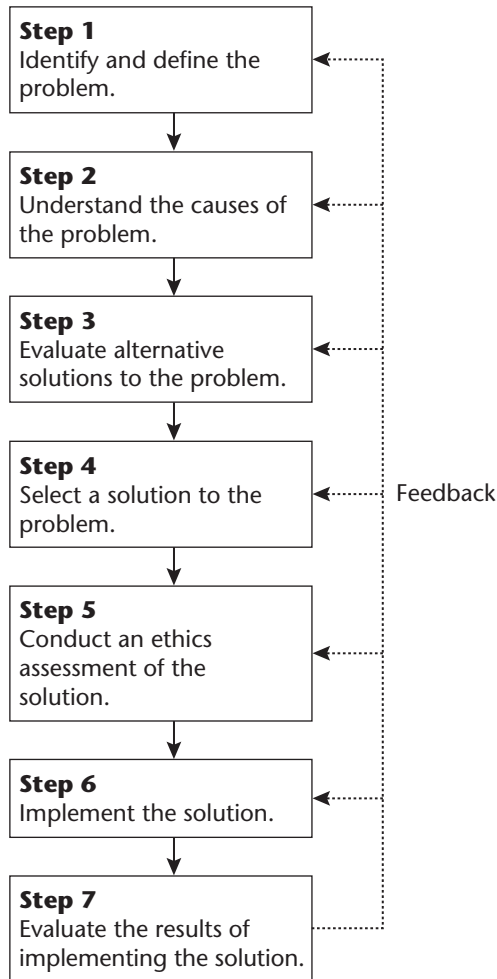 Step 1
Identify and define the
problem.
Step 2
Understand the causes of
the problem.
Step 3
Evaluate alternative
solutions to the problem.
Step 4
Select a solution to the
problem.
Feedback
Step 5
Conduct an ethics
assessment of the
solution.
Step 6
Implement the solution.
Step 7
Evaluate the results of
implementing the solution.